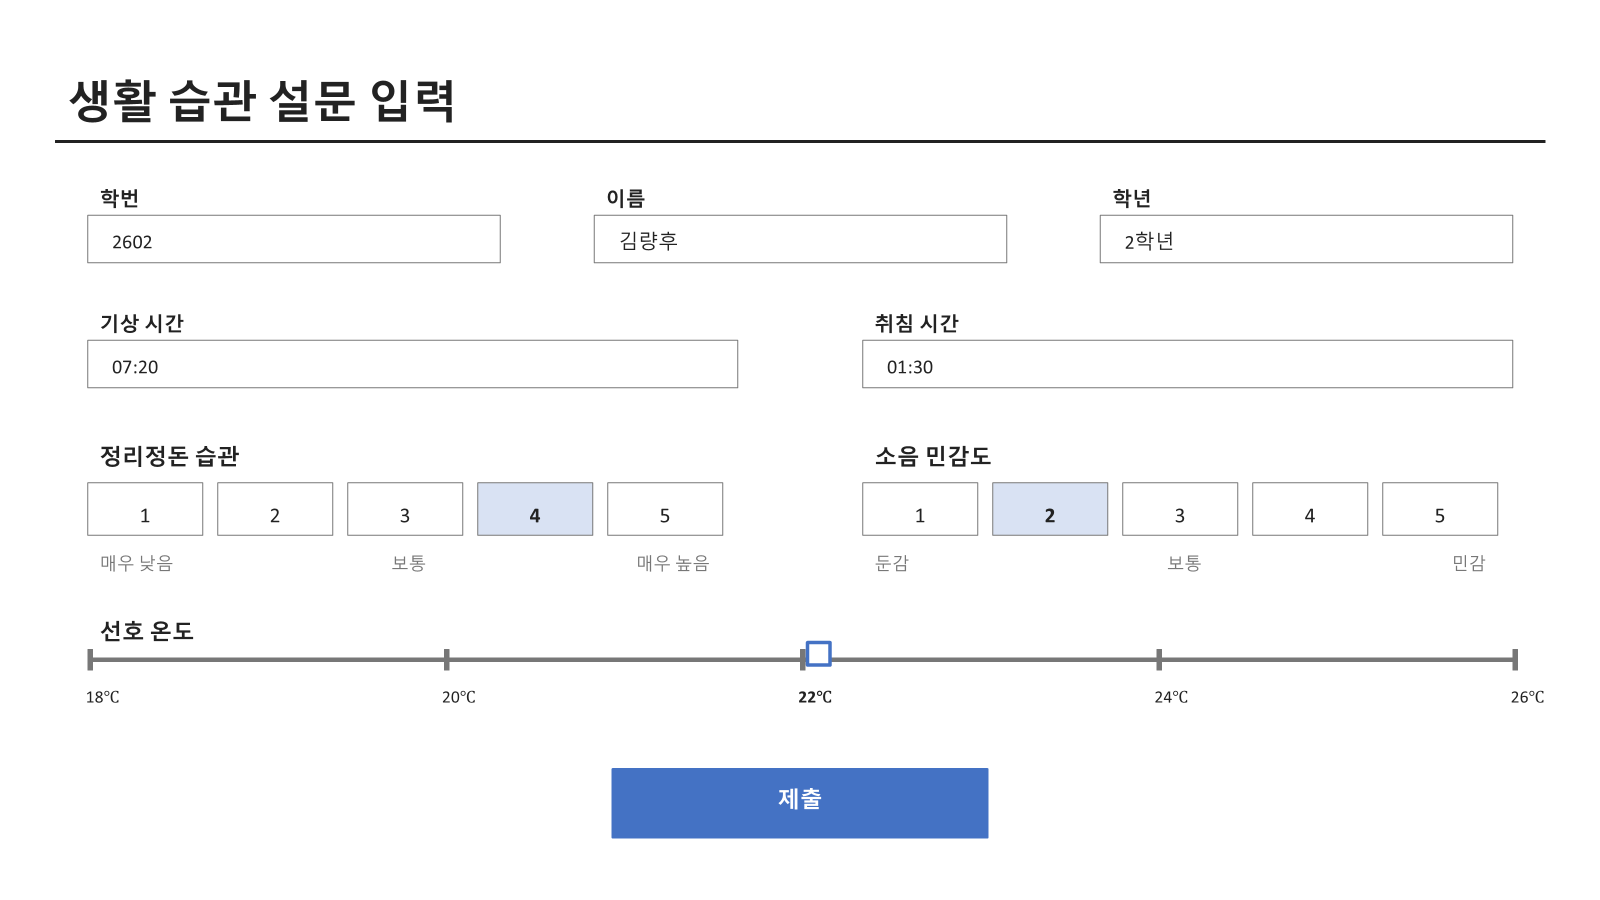 생활 습관 설문 입력
학번 이름 학년
2602 김량후 2학년
기상 시간 취침 시간
07:20 01:30
정리정돈 습관 소음 민감도
1 2 3 4 5 1 2 3 4 5
매우 낮음 보통 매우 높음 둔감 보통 민감
선호 온도
18°C 20°C 22°C 24°C 26°C
제출